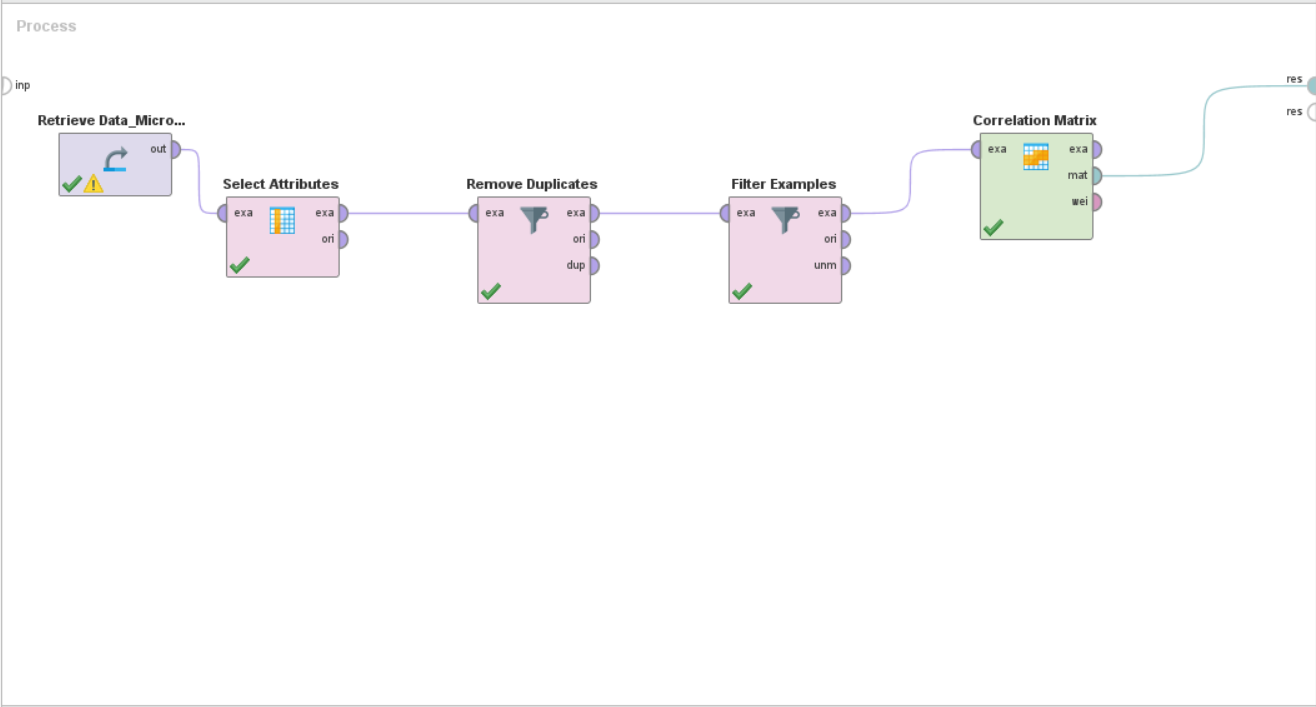 Process
inp
res
res
Retrieve Data_Micro...
out
Select Attributes
exa
exa
ori
Remove Duplicates
exa
exa
ori
dup
Filter Examples
exa
exa
ori
unm
Correlation Matrix
exa
exa
mat
wei